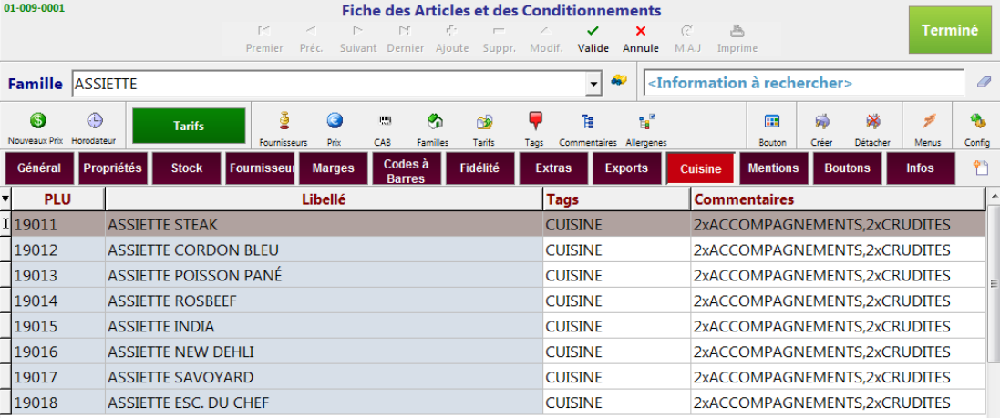 01-009-0001
Fiche des Articles et des Conditionnements
Terminé
Premier Préc. Suivant Dernier Ajoute Suppr. Modif. Valide Annule M.A.J Imprime
Famille ASSIETTE <Information à rechercher>
Nouveaux Prix Horodateur Tarifs Fournisseurs Prix CAB Familles Tarifs Tags Commentaires Allergenes Bouton Créer Détacher Menus Config
Général Propriétés Stock Fournisseur Marges Codes à Barres Fidélité Extras Exports Cuisine Mentions Boutons Infos
PLU Libellé Tags Commentaires
19011 ASSIETTE STEAK CUISINE 2xACCOMPAGNEMENTS,2xCRUDITES
19012 ASSIETTE CORDON BLEU CUISINE 2xACCOMPAGNEMENTS,2xCRUDITES
19013 ASSIETTE POISSON PANÉ CUISINE 2xACCOMPAGNEMENTS,2xCRUDITES
19014 ASSIETTE ROSBEEF CUISINE 2xACCOMPAGNEMENTS,2xCRUDITES
19015 ASSIETTE INDIA CUISINE 2xACCOMPAGNEMENTS,2xCRUDITES
19016 ASSIETTE NEW DEHLI CUISINE 2xACCOMPAGNEMENTS,2xCRUDITES
19017 ASSIETTE SAVOYARD CUISINE 2xACCOMPAGNEMENTS,2xCRUDITES
19018 ASSIETTE ESC. DU CHEF CUISINE 2xACCOMPAGNEMENTS,2xCRUDITES